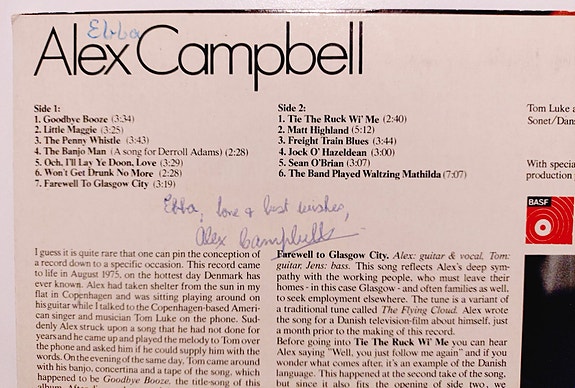 Ebba
Alex Campbell
Side 1:
1. Goodbye Booze (3:34)
2. Little Maggie (3:25)
3. The Penny Whistle (3:43)
4. The Banjo Man (A song for Derroll Adams) (2:28)
5. Och, I'll Lay Ye Doon, Love (3:29)
6. Won't Get Drunk No More (2:28)
7. Farewell To Glasgow City (3:19)
Side 2:
1. Tie The Ruck Wi' Me (2:40)
2. Matt Highland (5:12)
3. Freight Train Blues (3:44)
4. Jock O' Hazeldean (3:00)
5. Sean O'Brian (3:07)
6. The Band Played Waltzing Mathilda (7:07)
Tom Luke a
Sonet/Dans
With specia
production
BASF
Ebba, love & best wishes,
Alex Campbell
I guess it is quite rare that one can pin the conception of
a record down to a specific occasion. This record came
to life in August 1975, on the hottest day Denmark has
ever known. Alex had taken shelter from the sun in my
flat in Copenhagen and was sitting playing around on
his guitar while I talked to the Copenhagen-based Ameri-
can singer and musician Tom Luke on the phone. Sud-
denly Alex struck upon a song that he had not done for
years and he came up and played the melody to Tom over
the phone and asked him if he could supply him with the
words. On the evening of the same day, Tom came around
with his banjo, concertina and a tape of the song, which
happened to be Goodbye Booze, the title-song of this
Farewell to Glasgow City. Alex: guitar & vocal, Tom:
guitar, Jens: bass. This song reflects Alex's deep sym-
pathy with the working people, who must leave their
homes - in this case Glasgow - and often families as well,
to seek employment elsewhere. The tune is a variant of
a traditional one called The Flying Cloud. Alex wrote
the song for a Danish television-film about himself, just
a month prior to the making of this record.
Before going into Tie The Ruck Wi' Me you can hear
Alex saying "Well, you just follow me again" and if you
wonder what comes after, it's an example of the Danish
language. This happened at the second take of the song,
but since it also fits the opening of side two, we